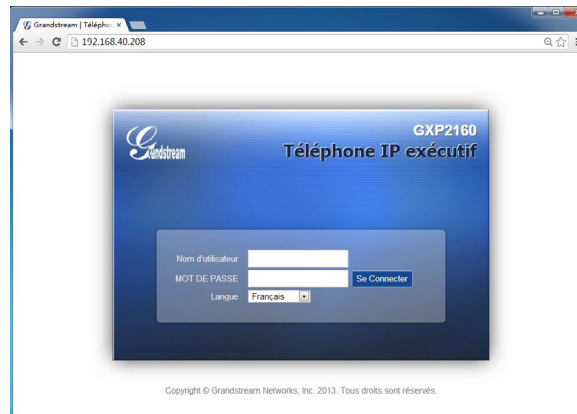 Grandstream | Télépho
192.168.40.208
Grandstream
GXP2160
Téléphone IP exécutif
Nom d'utilisateur
MOT DE PASSE
Se Connecter
Langue
Français
Copyright © Grandstream Networks, Inc. 2013. Tous droits sont réservés.